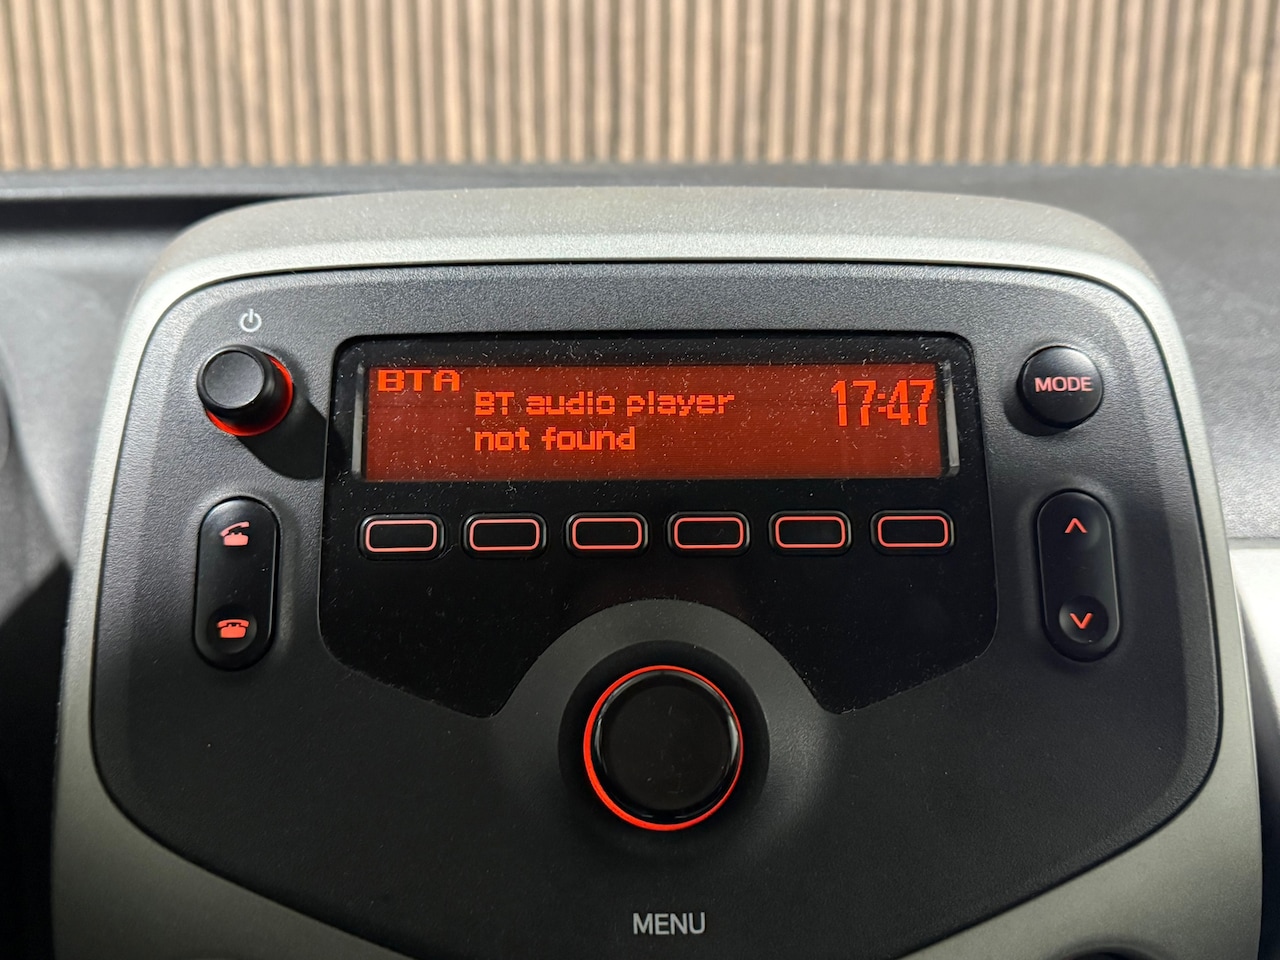 BTA
BT audio player
not found
17:47
MODE
MENU